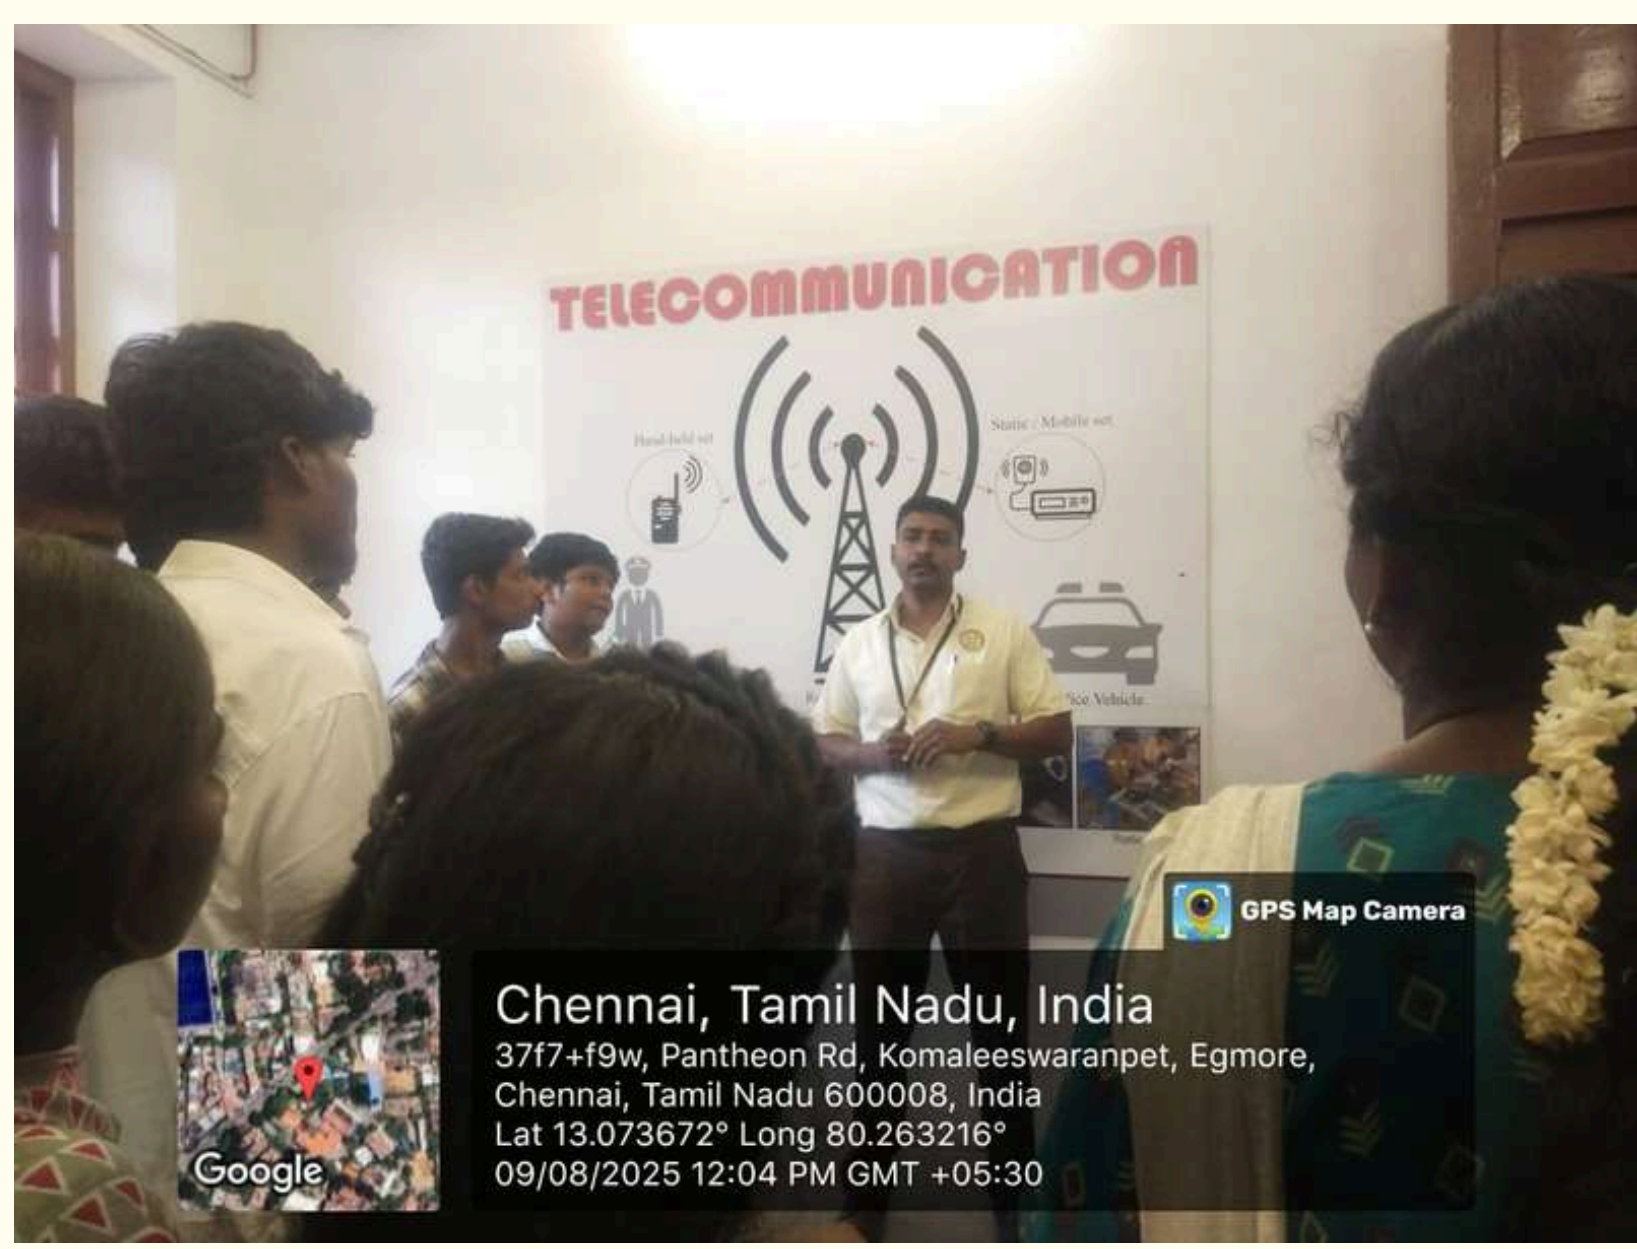 TELECOMMUNICATION
Static / Mobile set
Hand-held set
Vehicle
GPS Map Camera
Chennai, Tamil Nadu, India
37f7+f9w, Pantheon Rd, Komaleeswaranpet, Egmore,
Chennai, Tamil Nadu 600008, India
Lat 13.073672° Long 80.263216°
09/08/2025 12:04 PM GMT +05:30
Google